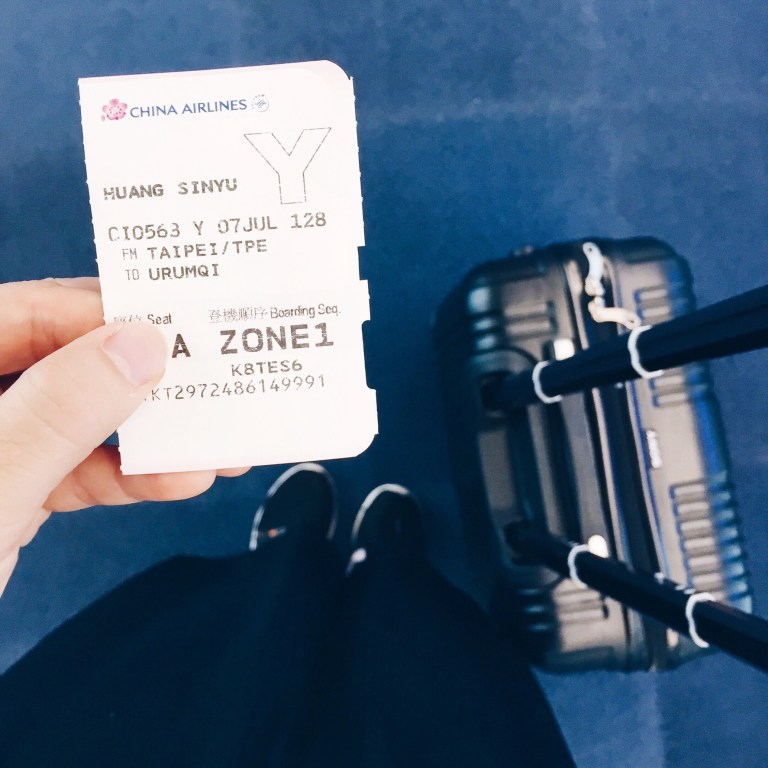 CHINA AIRLINES
Y
HUANG SINYU
CI0563 Y 07JUL 128
FM TAIPEI/TPE
TO URUMQI
Seat 登機順序 Boarding Seq.
A ZONE1
K8TES6
KT2972486149991